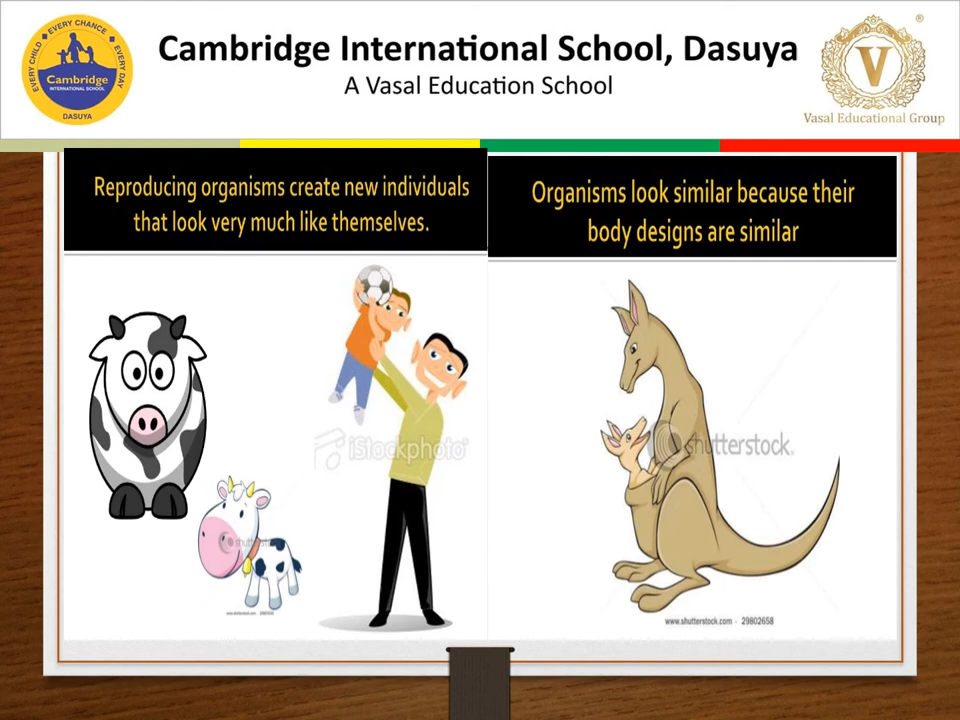 EVERY CHILD ★ EVERY CHANCE ★ EVERY DAY
Cambridge
INTERNATIONAL SCHOOL
DASUYA
Cambridge International School, Dasuya
A Vasal Education School
®
V
Vasal Educational Group
Reproducing organisms create new individuals
that look very much like themselves.
Organisms look similar because their
body designs are similar
iStockphoto
shutterstock.
www.shutterstock.com · 29802658